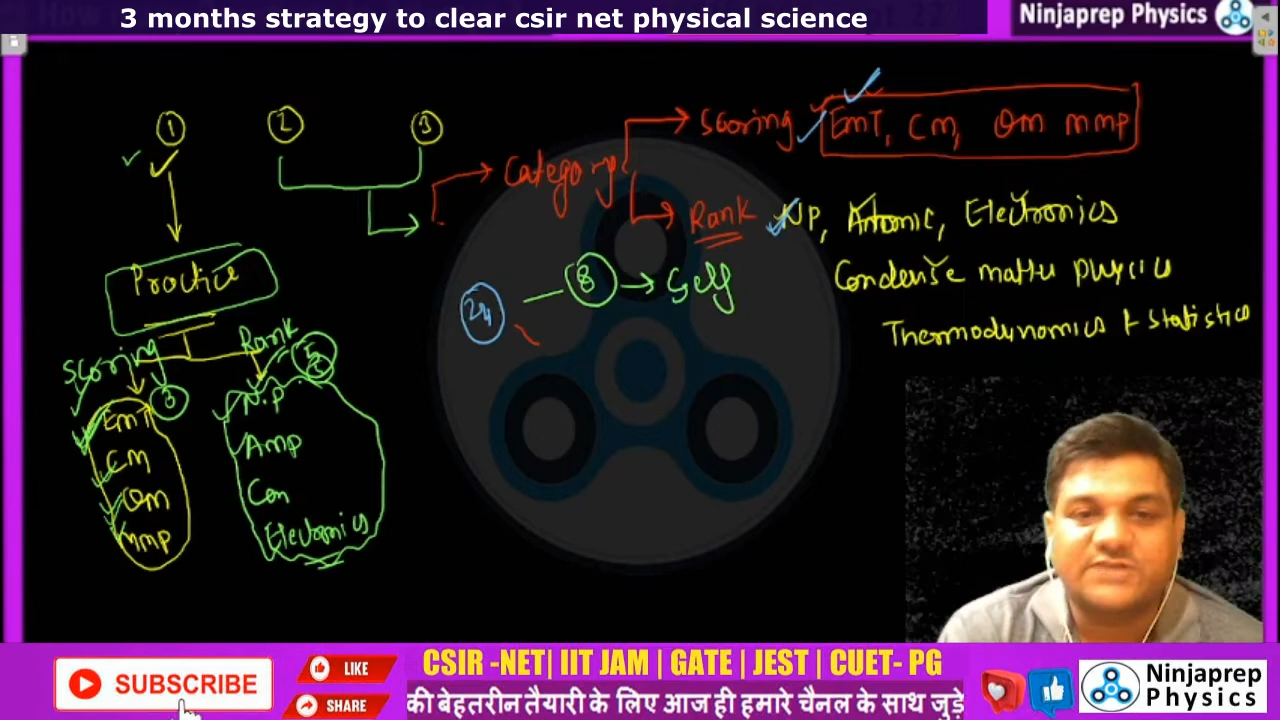 3 months strategy to clear csir net physical science
Ninjaprep Physics
1 2 3
Category
Scoring EmT, CM, QM MMP
Rank NP, Atomic, Electronics
Condense matter physics
Thermodynamics + statistics
24 8 → Self
Practice
Scoring
EmT
CM
QM
MMP
Rank
N.P
Amp
Con
Electronics
SUBSCRIBE
LIKE
SHARE
CSIR -NET| IIT JAM | GATE | JEST | CUET- PG
की बेहतरीन तैयारी के लिए आज ही हमारे चैनल के साथ जुड़े
Ninjaprep
Physics